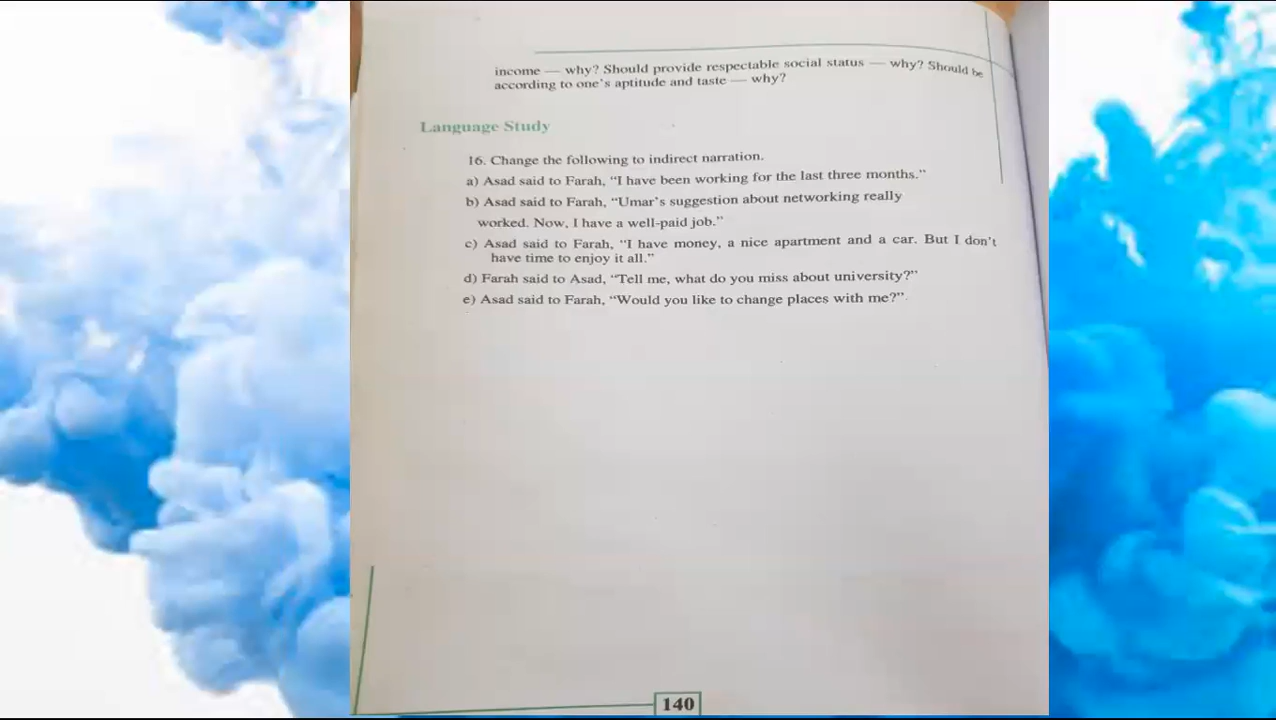 income — why? Should provide respectable social status — why? Should be
according to one's aptitude and taste — why?
Language Study
16. Change the following to indirect narration.
a) Asad said to Farah, “I have been working for the last three months.”
b) Asad said to Farah, “Umar's suggestion about networking really
worked. Now, I have a well-paid job.”
c) Asad said to Farah, “I have money, a nice apartment and a car. But I don't
have time to enjoy it all.”
d) Farah said to Asad, “Tell me, what do you miss about university?”
e) Asad said to Farah, “Would you like to change places with me?”.
140